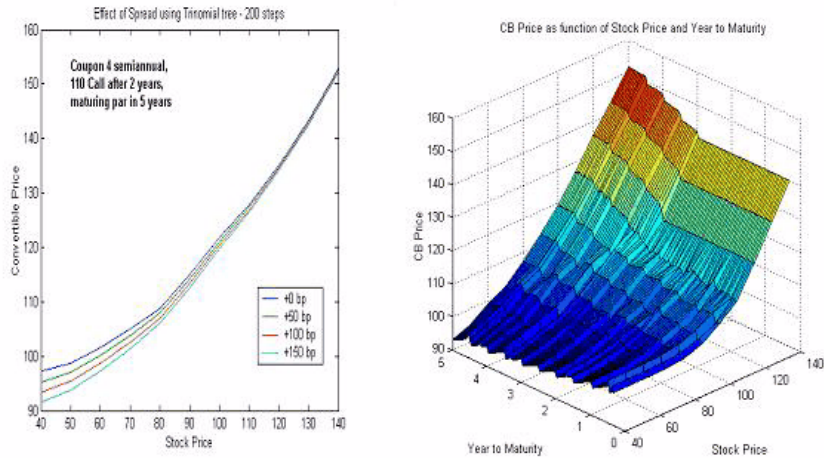 Effect of Spread using Trinomial tree - 200 steps
160
150
140
130
120
110
100
90
Convertible Price
Coupon 4 semiannual,
110 Call after 2 years,
maturing par in 5 years
+0 bp
+50 bp
+100 bp
+150 bp
40 50 60 70 80 90 100 110 120 130 140
Stock Price
CB Price as function of Stock Price and Year to Maturity
160
150
140
130
120
110
100
90
CB Price
5 4 3 2 1 0
Year to Maturity
40 60 80 100 120 140
Stock Price